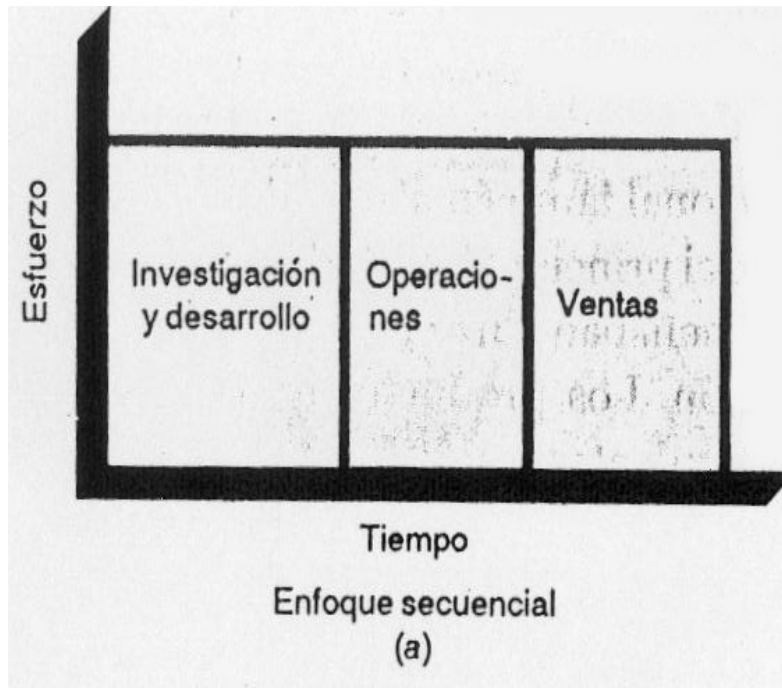 Esfuerzo
Investigación
y desarrollo
Operacio-
nes
Ventas
Tiempo
Enfoque secuencial
(a)